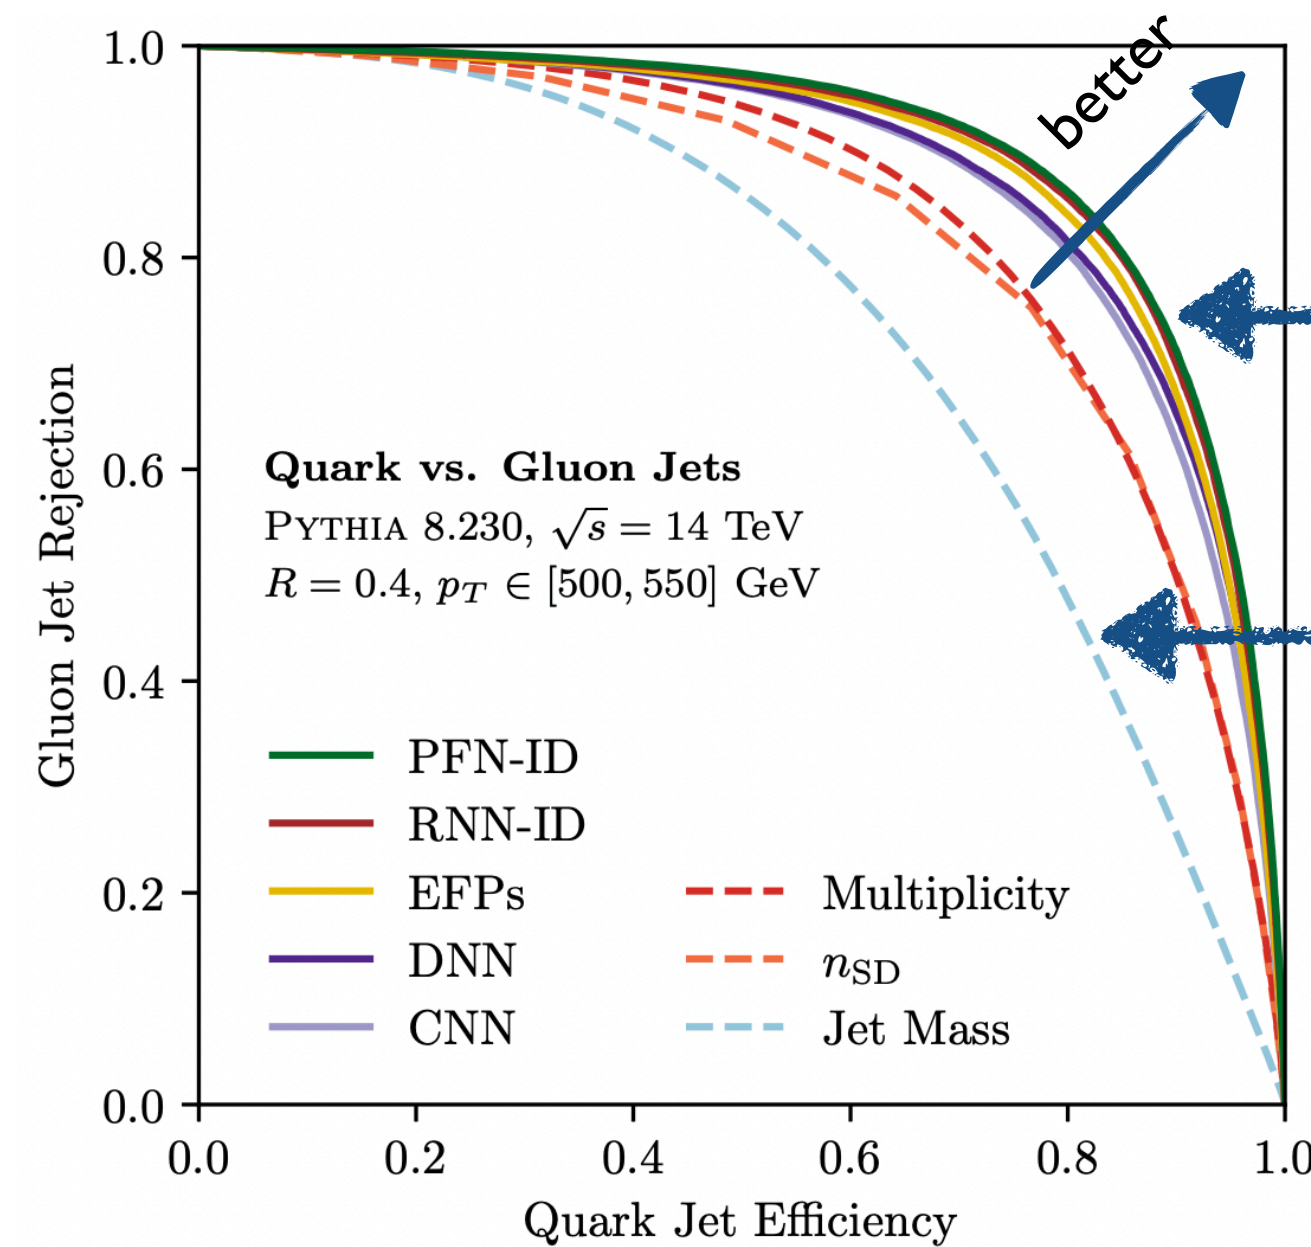 better
1.0
0.8
0.6
0.4
0.2
0.0
Gluon Jet Rejection
Quark vs. Gluon Jets
PYTHIA 8.230, √s = 14 TeV
R = 0.4, p_T ∈ [500, 550] GeV
PFN-ID
RNN-ID
EFPs
DNN
CNN
Multiplicity
n_SD
Jet Mass
0.0 0.2 0.4 0.6 0.8 1.0
Quark Jet Efficiency